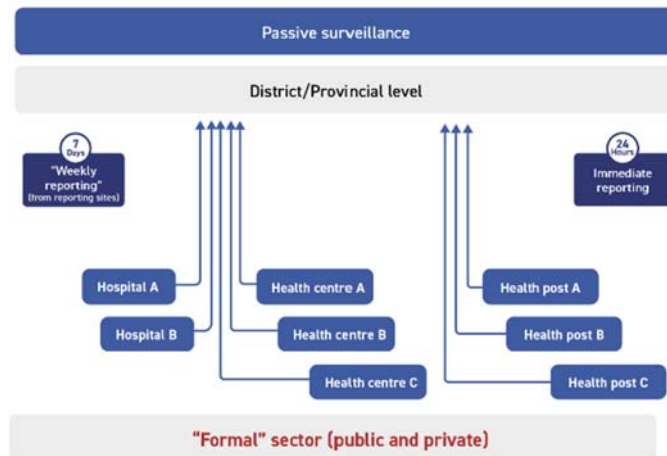 Passive surveillance
District/Provincial level
7
Days
"Weekly
reporting"
(from reporting sites)
24
Hours
Immediate
reporting
Hospital A
Health centre A
Health post A
Hospital B
Health centre B
Health post B
Health centre C
Health post C
"Formal" sector (public and private)